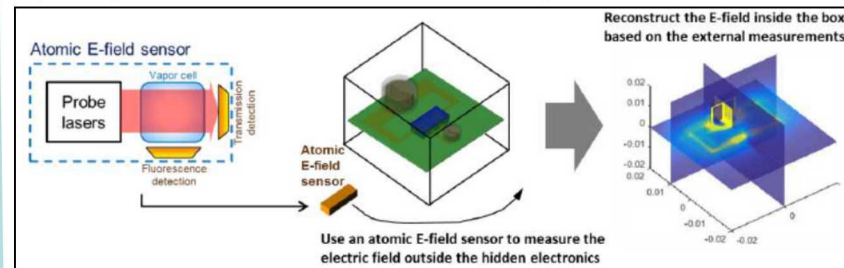 Atomic E-field sensor
Vapor cell
Probe
lasers
Transmission
detection
Fluorescence
detection
Atomic
E-field
sensor
Use an atomic E-field sensor to measure the
electric field outside the hidden electronics
Reconstruct the E-field inside the box
based on the external measurements
0.02
0.01
0
-0.01
-0.02
0.02
0.01
0
-0.01
-0.02
-0.02
0